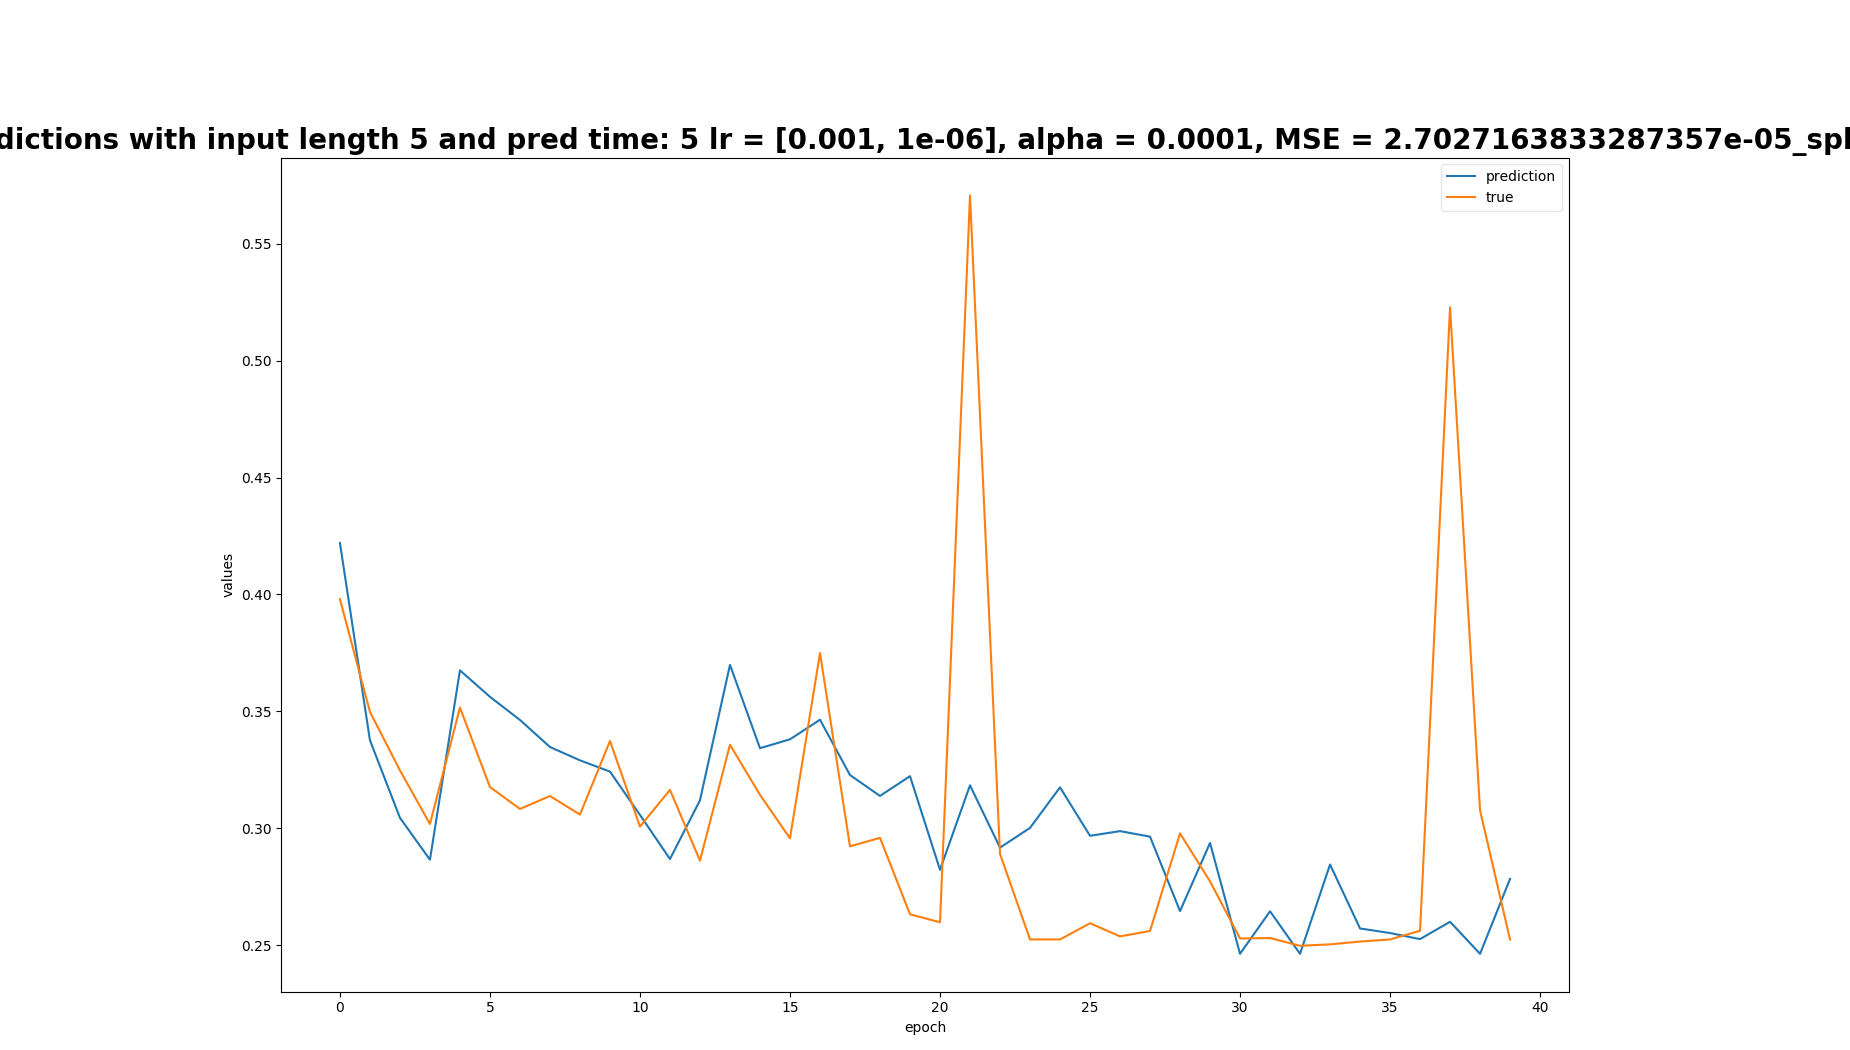 dictions with input length 5 and pred time: 5 lr = [0.001, 1e-06], alpha = 0.0001, MSE = 2.7027163833287357e-05_spl
prediction
true
0.55
0.50
0.45
0.40
0.35
0.30
0.25
values
0 5 10 15 20 25 30 35 40
epoch